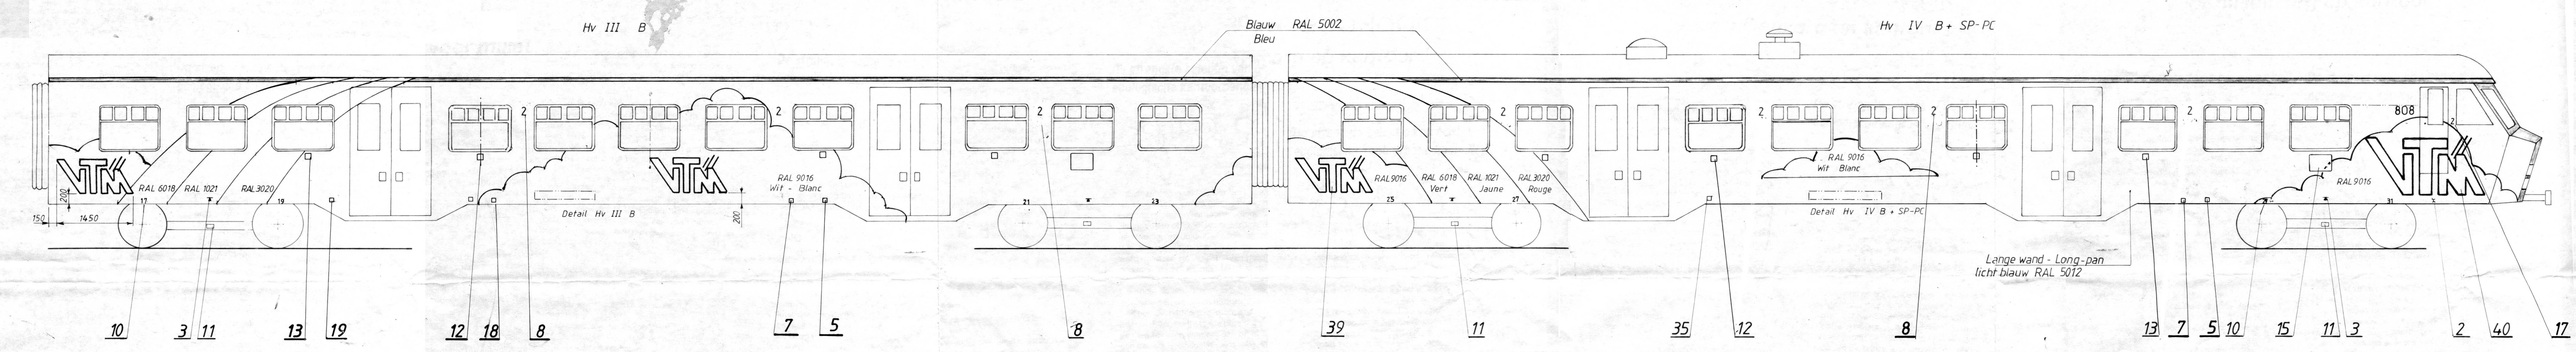 Hv III B
Blauw RAL 5002
Bleu
Hv IV B + SP-PC
2
2
2
2
2
2
2
808
2
VTM
RAL 6018
RAL 1021
RAL 3020
VTM
RAL 9016
Wit - Blanc
VTM
RAL 9016
RAL 6018
Vert
RAL 1021
Jaune
RAL 3020
Rouge
RAL 9016
Wit Blanc
RAL 9016
VTM
200
17
19
150
1450
Detail Hv III B
200
21
23
25
27
Detail Hv IV B + SP-PC
31
Lange wand - Long-pan
licht blauw RAL 5012
10
3
11
13
19
12
18
8
7
5
8
39
11
35
12
8
13
7
5
10
15
11
3
2
40
17